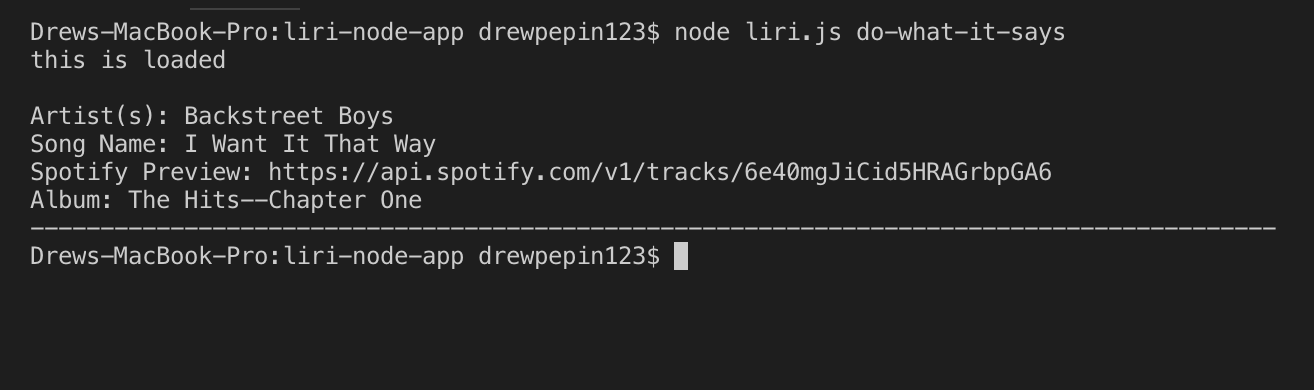 Drews-MacBook-Pro:liri-node-app drewpepin123$ node liri.js do-what-it-says
this is loaded
Artist(s): Backstreet Boys
Song Name: I Want It That Way
Spotify Preview: https://api.spotify.com/v1/tracks/6e40mgJiCid5HRAGrbpGA6
Album: The Hits--Chapter One
-----------------------------------------------------------------------------------------
Drews-MacBook-Pro:liri-node-app drewpepin123$